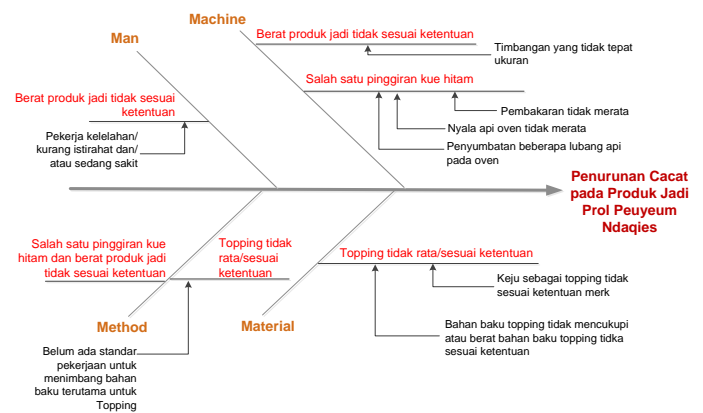 Machine
Man
Berat produk jadi tidak sesuai ketentuan
Timbangan yang tidak tepat
ukuran
Salah satu pinggiran kue hitam
Pembakaran tidak merata
Nyala api oven tidak merata
Penyumbatan beberapa lubang api
pada oven
Berat produk jadi tidak sesuai
ketentuan
Pekerja kelelahan/
kurang istirahat dan/
atau sedang sakit
Penurunan Cacat
pada Produk Jadi
Prol Peuyeum
Ndaqies
Salah satu pinggiran kue
hitam dan berat produk jadi
tidak sesuai ketentuan
Topping tidak
rata/sesuai
ketentuan
Topping tidak rata/sesuai ketentuan
Keju sebagai topping tidak
sesuai ketentuan merk
Bahan baku topping tidak mencukupi
atau berat bahan baku topping tidka
sesuai ketentuan
Method
Material
Belum ada standar
pekerjaan untuk
menimbang bahan
baku terutama untuk
Topping